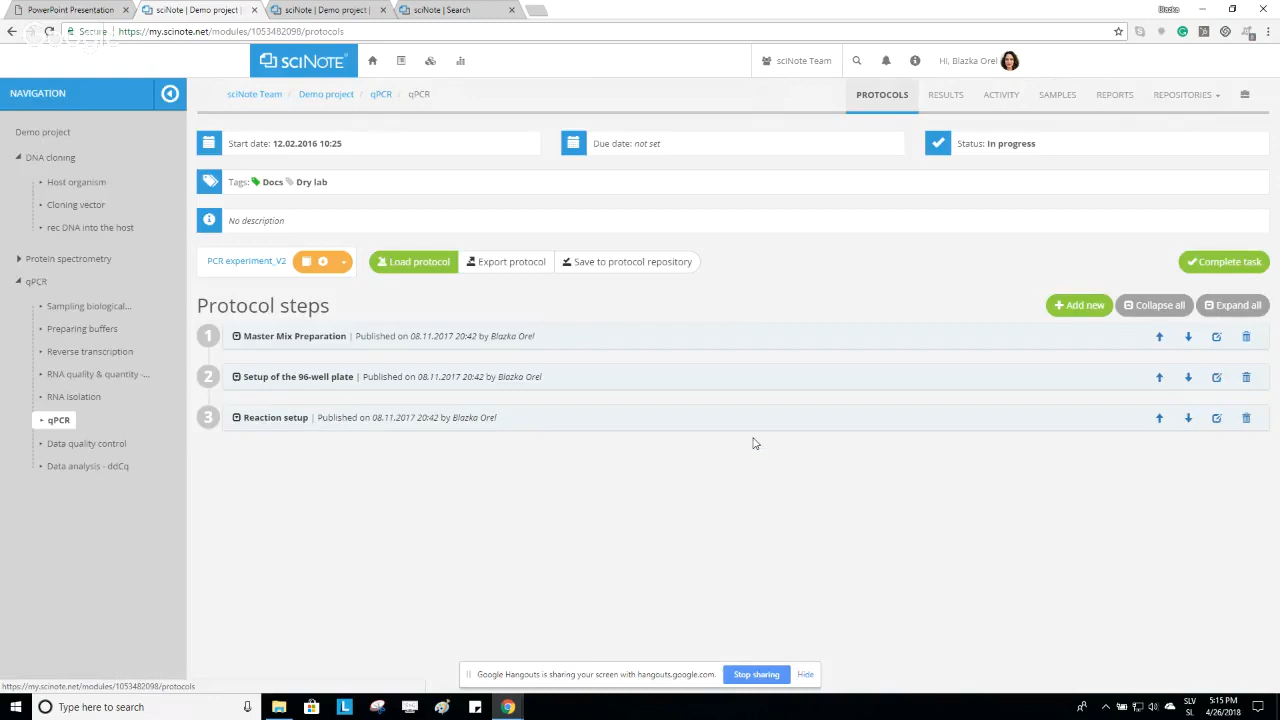 PowerPoint Presentation
sciNote | Demo project |
sciNote | Demo project |
sciNote | Search
Blazka
Secure
https://my.scinote.net/modules/1053482098/protocols
Google
sciNOTE
sciNote Team
Hi, Blazka Orel
NAVIGATION
sciNote Team / Demo project / qPCR / qPCR
PROTOCOLS
RESULTS
ACTIVITY
SAMPLES
REPORTS
REPOSITORIES
Demo project
DNA cloning
Host organism
Cloning vector
rec DNA into the host
Protein spectrometry
qPCR
Sampling biological...
Preparing buffers
Reverse transcription
RNA quality & quantity -...
RNA isolation
qPCR
Data quality control
Data analysis - ddCq
Start date: 12.02.2016 10:25
Due date: not set
Status: In progress
Tags: Docs Dry lab
No description
PCR experiment_V2
Load protocol
Export protocol
Save to protocol repository
Complete task
Protocol steps
Add new
Collapse all
Expand all
1 Master Mix Preparation | Published on 08.11.2017 20:42 by Blazka Orel
2 Setup of the 96-well plate | Published on 08.11.2017 20:42 by Blazka Orel
3 Reaction setup | Published on 08.11.2017 20:42 by Blazka Orel
Google Hangouts is sharing your screen with hangouts.google.com.
Stop sharing
Hide
https://my.scinote.net/modules/1053482098/protocols
Type here to search
SLV
SL
5:15 PM
4/26/2018